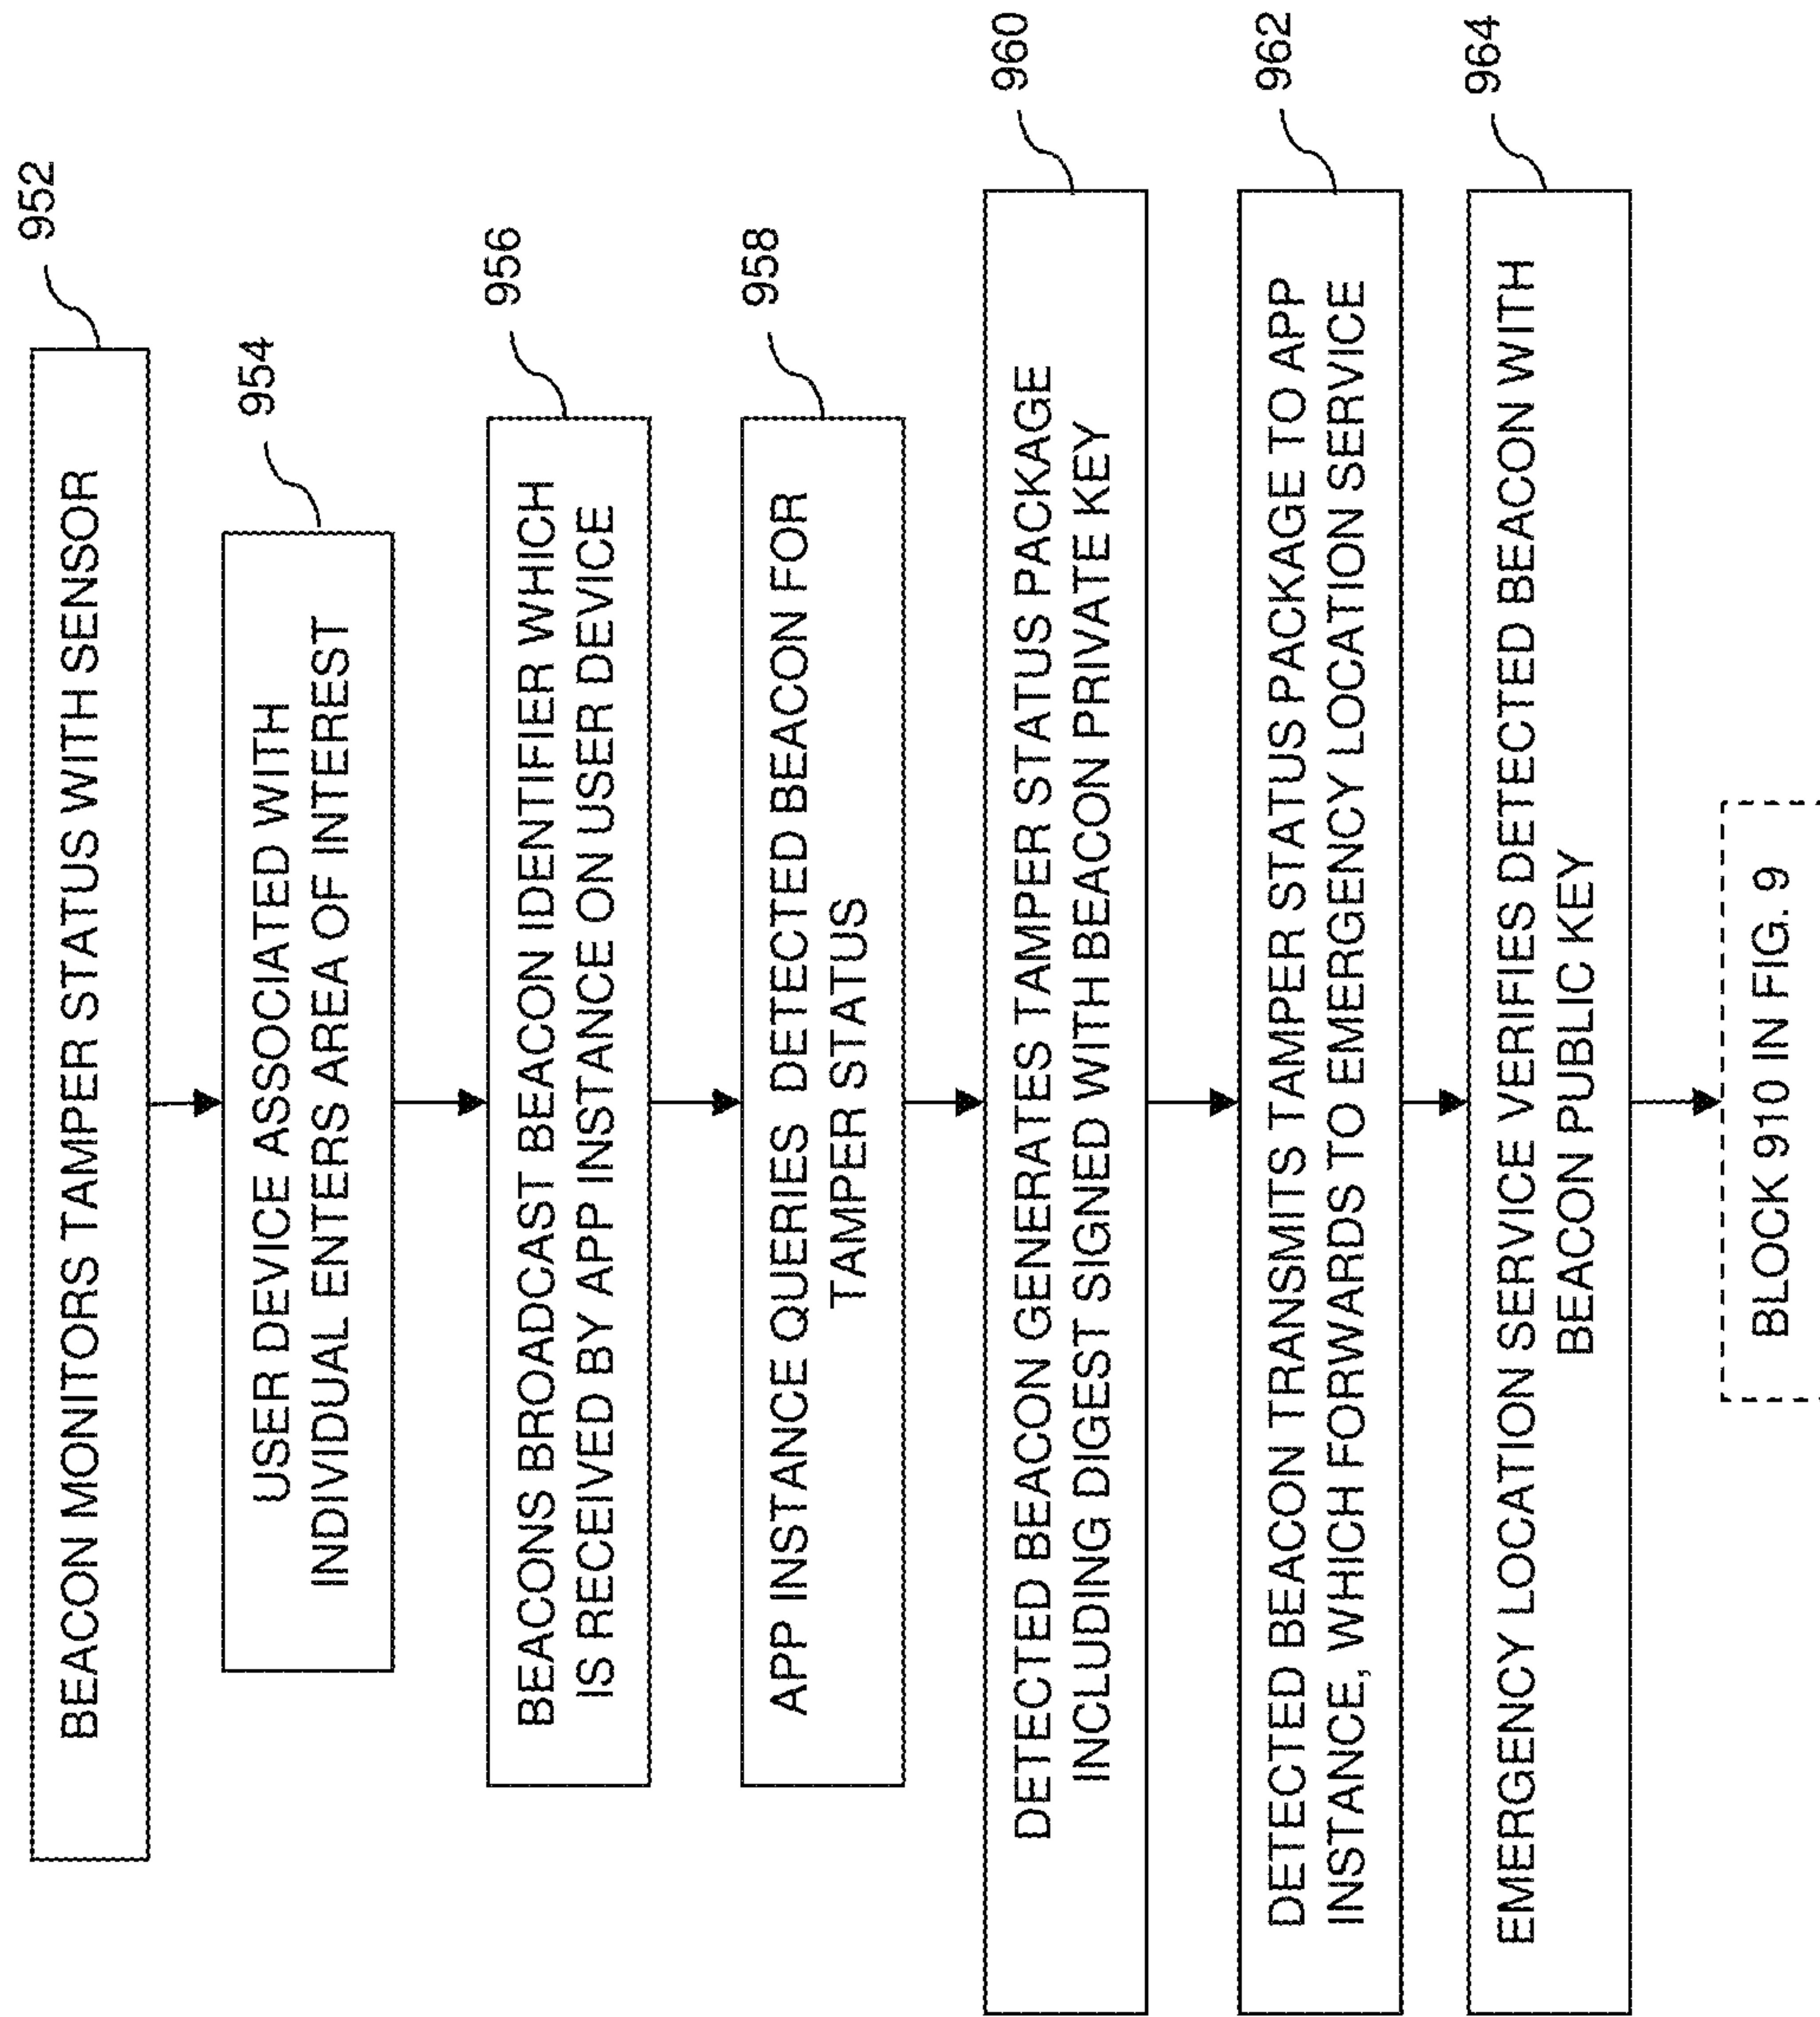 952
BEACON MONITORS TAMPER STATUS WITH SENSOR
954
USER DEVICE ASSOCIATED WITH
INDIVIDUAL ENTERS AREA OF INTEREST
956
BEACONS BROADCAST BEACON IDENTIFIER WHICH
IS RECEIVED BY APP INSTANCE ON USER DEVICE
958
APP INSTANCE QUERIES DETECTED BEACON FOR
TAMPER STATUS
960
DETECTED BEACON GENERATES TAMPER STATUS PACKAGE
INCLUDING DIGEST SIGNED WITH BEACON PRIVATE KEY
962
DETECTED BEACON TRANSMITS TAMPER STATUS PACKAGE TO APP
INSTANCE, WHICH FORWARDS TO EMERGENCY LOCATION SERVICE
964
EMERGENCY LOCATION SERVICE VERIFIES DETECTED BEACON WITH
BEACON PUBLIC KEY
BLOCK 910 IN FIG. 9